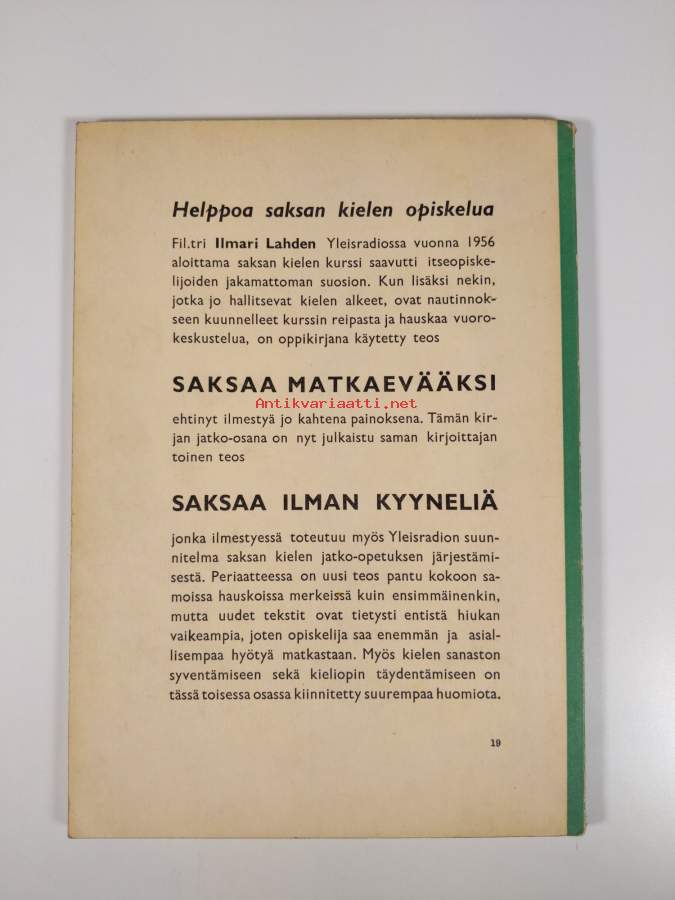 Helppoa saksan kielen opiskelua
Fil.tri Ilmari Lahden Yleisradiossa vuonna 1956
aloittama saksan kielen kurssi saavutti itseopiske-
lijoiden jakamattoman suosion. Kun lisäksi nekin,
jotka jo hallitsevat kielen alkeet, ovat nautinnok-
seen kuunnelleet kurssin reipasta ja hauskaa vuoro-
keskustelua, on oppikirjana käytetty teos
SAKSAA MATKAEVÄÄKSI
Antikvariaatti.net
ehtinyt ilmestyä jo kahtena painoksena. Tämän kir-
jan jatko-osana on nyt julkaistu saman kirjoittajan
toinen teos
SAKSAA ILMAN KYYNELIÄ
jonka ilmestyessä toteutuu myös Yleisradion suun-
nitelma saksan kielen jatko-opetuksen järjestämi-
sestä. Periaatteessa on uusi teos pantu kokoon sa-
moissa hauskoissa merkeissä kuin ensimmäinenkin,
mutta uudet tekstit ovat tietysti entistä hiukan
vaikeampia, joten opiskelija saa enemmän ja asial-
lisempaa hyötyä matkastaan. Myös kielen sanaston
syventämiseen sekä kieliopin täydentämiseen on
tässä toisessa osassa kiinnitetty suurempaa huomiota.
19